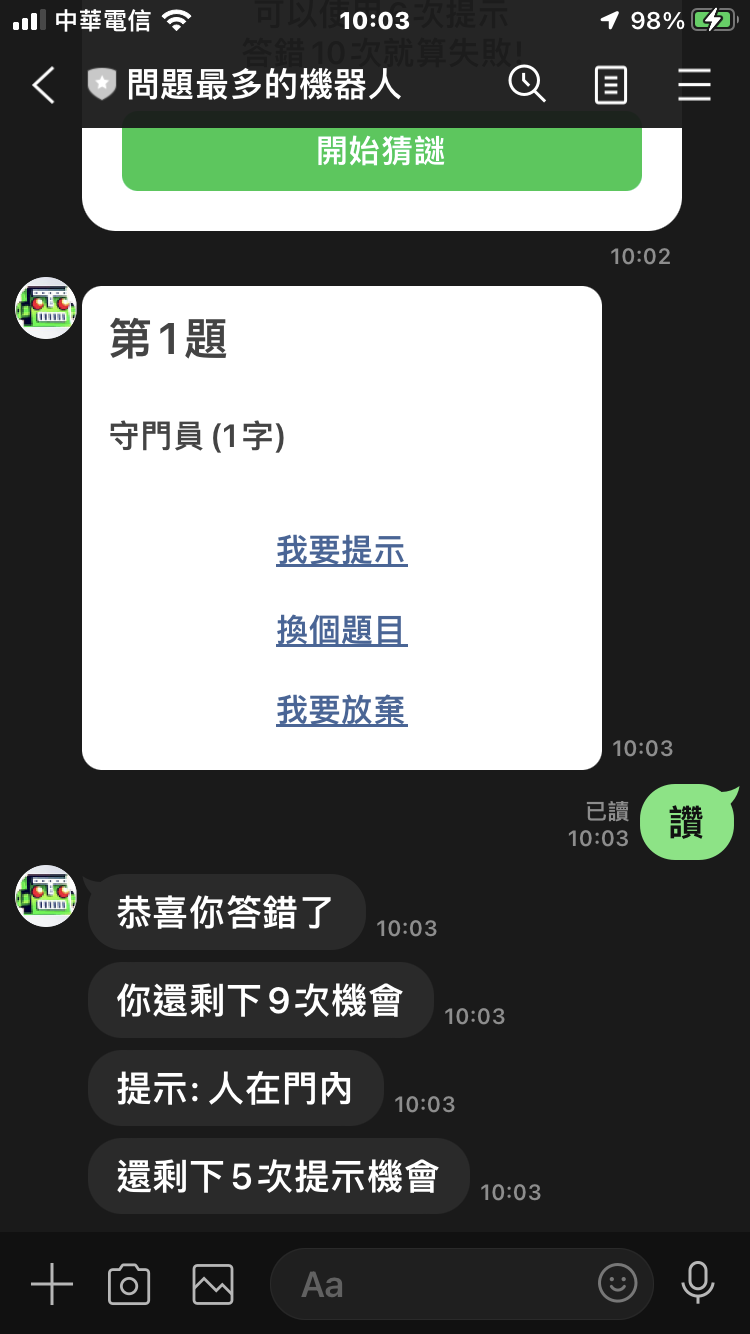 中華電信 10:03 98%
可以使用6次提示
答錯10次就算失敗!
問題最多的機器人
開始猜謎
10:02
第1題
守門員 (1字)
我要提示
換個題目
我要放棄
10:03
已讀
10:03
讚
恭喜你答錯了
10:03
你還剩下9次機會
10:03
提示: 人在門內
10:03
還剩下5次提示機會
10:03
Aa